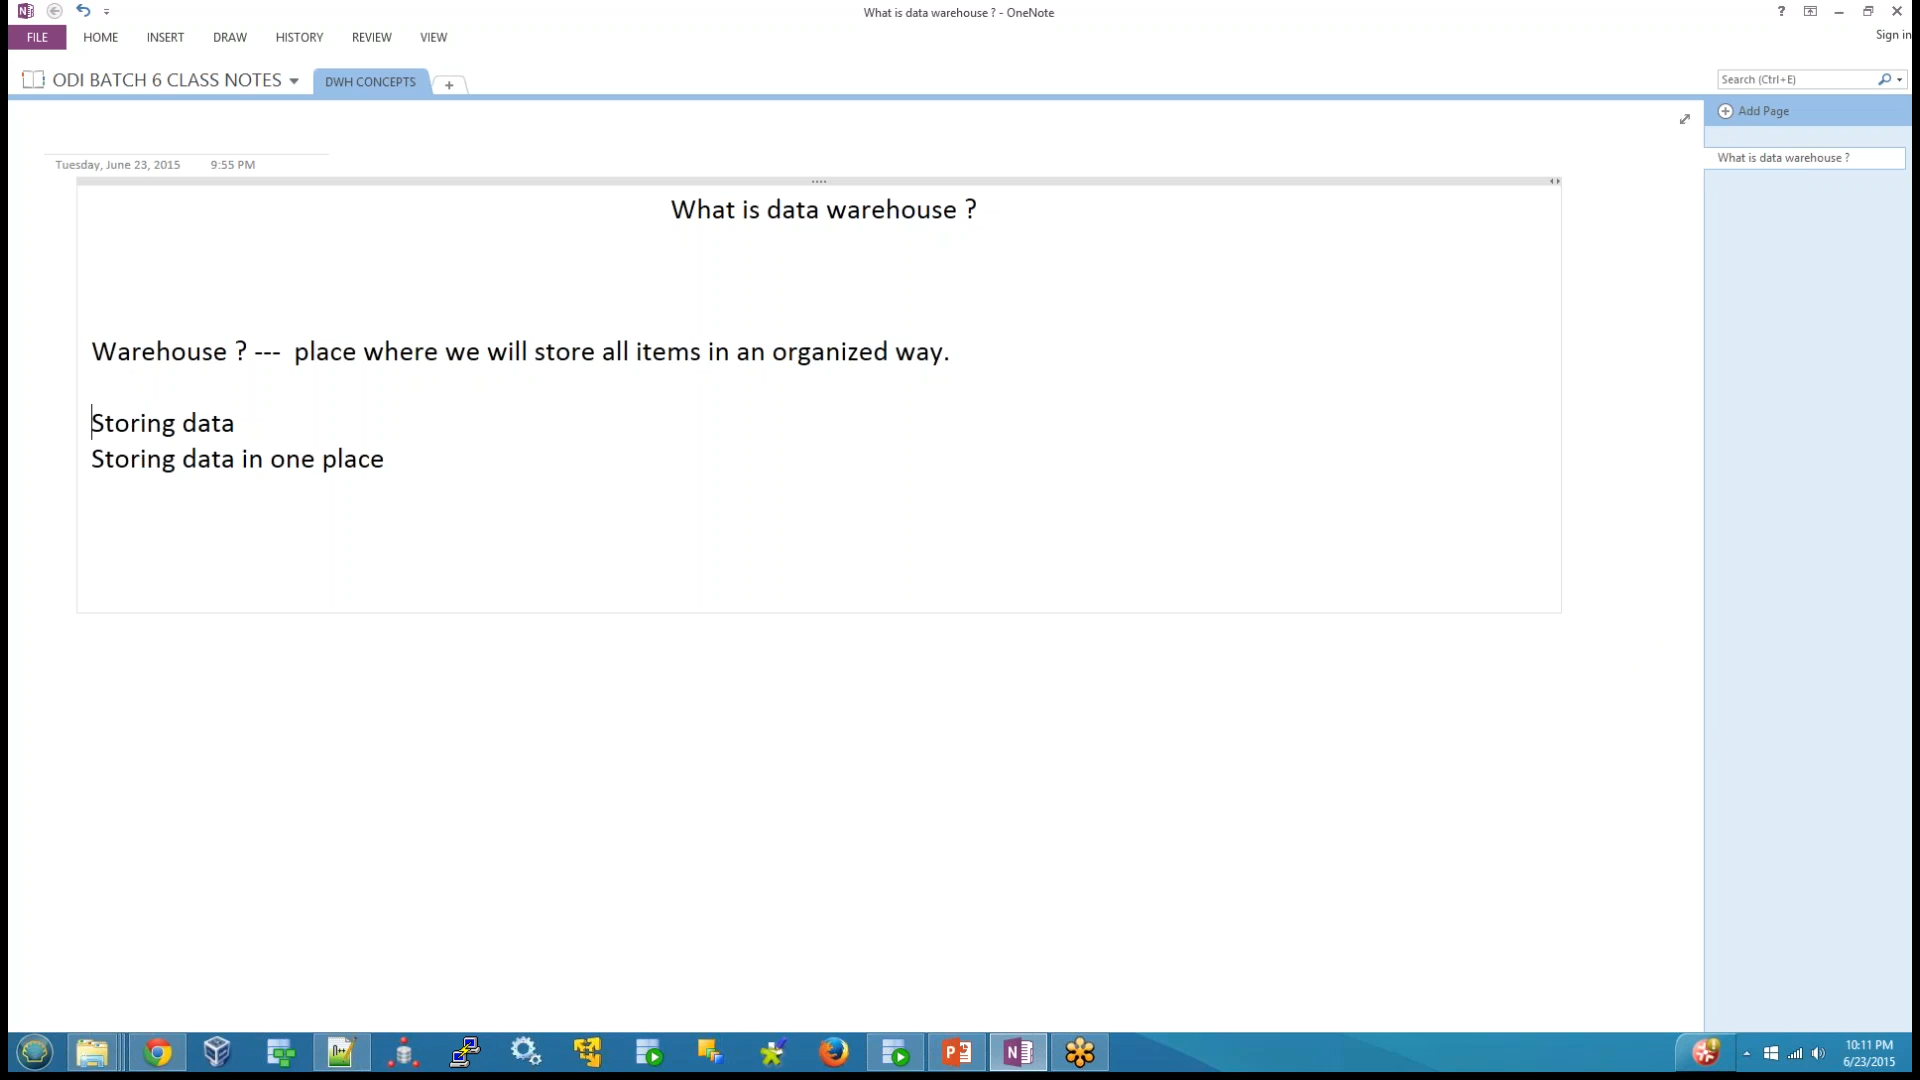 What is data warehouse ? - OneNote
?
FILE HOME INSERT DRAW HISTORY REVIEW VIEW
Sign in
ODI BATCH 6 CLASS NOTES DWH CONCEPTS
Search (Ctrl+E)
Add Page
What is data warehouse ?
Tuesday, June 23, 2015 9:55 PM
What is data warehouse ?
Warehouse ? --- place where we will store all items in an organized way.
Storing data
Storing data in one place
10:11 PM
6/23/2015